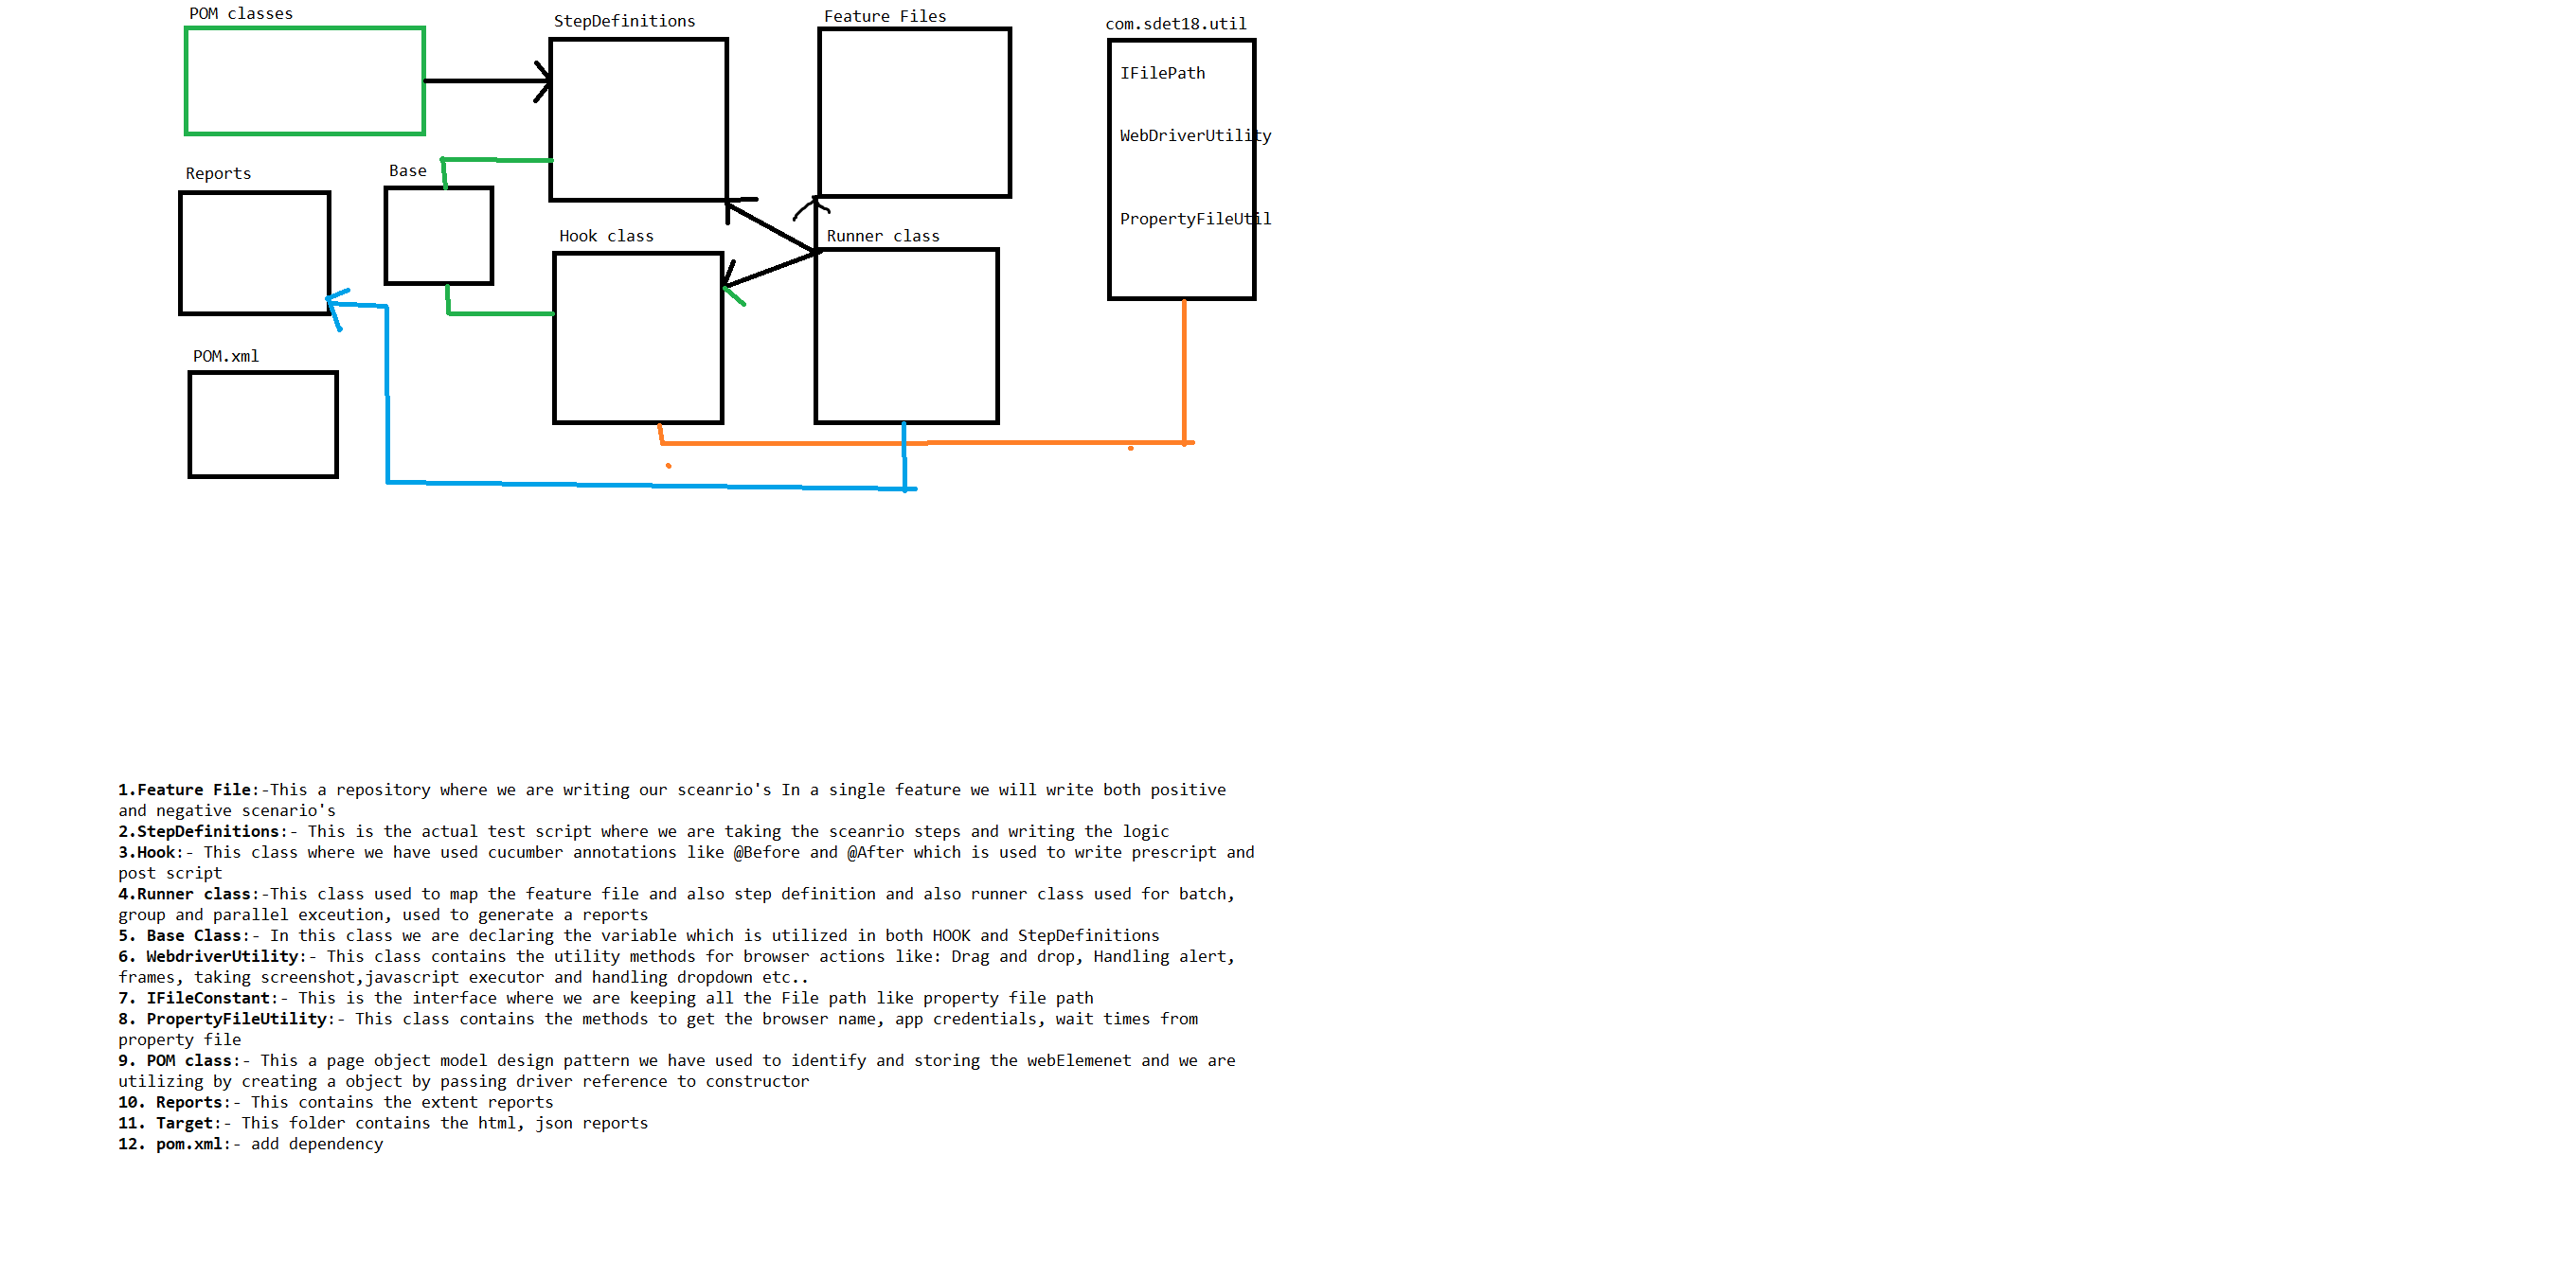 POM classes
StepDefinitions
Feature Files
com.sdet18.util
IFilePath
WebDriverUtility
PropertyFileUtil
Reports
Base
Hook class
Runner class
POM.xml
1.Feature File:-This a repository where we are writing our sceanrio's In a single feature we will write both positive
and negative scenario's
2.StepDefinitions:- This is the actual test script where we are taking the sceanrio steps and writing the logic
3.Hook:- This class where we have used cucumber annotations like @Before and @After which is used to write prescript and
post script
4.Runner class:-This class used to map the feature file and also step definition and also runner class used for batch,
group and parallel exceution, used to generate a reports
5. Base Class:- In this class we are declaring the variable which is utilized in both HOOK and StepDefinitions
6. WebdriverUtility:- This class contains the utility methods for browser actions like: Drag and drop, Handling alert,
frames, taking screenshot,javascript executor and handling dropdown etc..
7. IFileConstant:- This is the interface where we are keeping all the File path like property file path
8. PropertyFileUtility:- This class contains the methods to get the browser name, app credentials, wait times from
property file
9. POM class:- This a page object model design pattern we have used to identify and storing the webElemenet and we are
utilizing by creating a object by passing driver reference to constructor
10. Reports:- This contains the extent reports
11. Target:- This folder contains the html, json reports
12. pom.xml:- add dependency